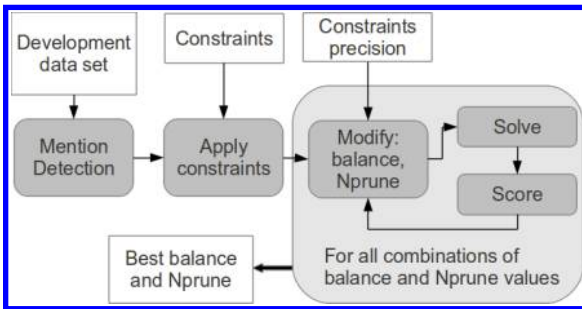 Development
data set
Constraints
Constraints
precision
Mention
Detection
Apply
constraints
Modify:
balance,
Nprune
Solve
Score
Best balance
and Nprune
For all combinations of
balance and Nprune values